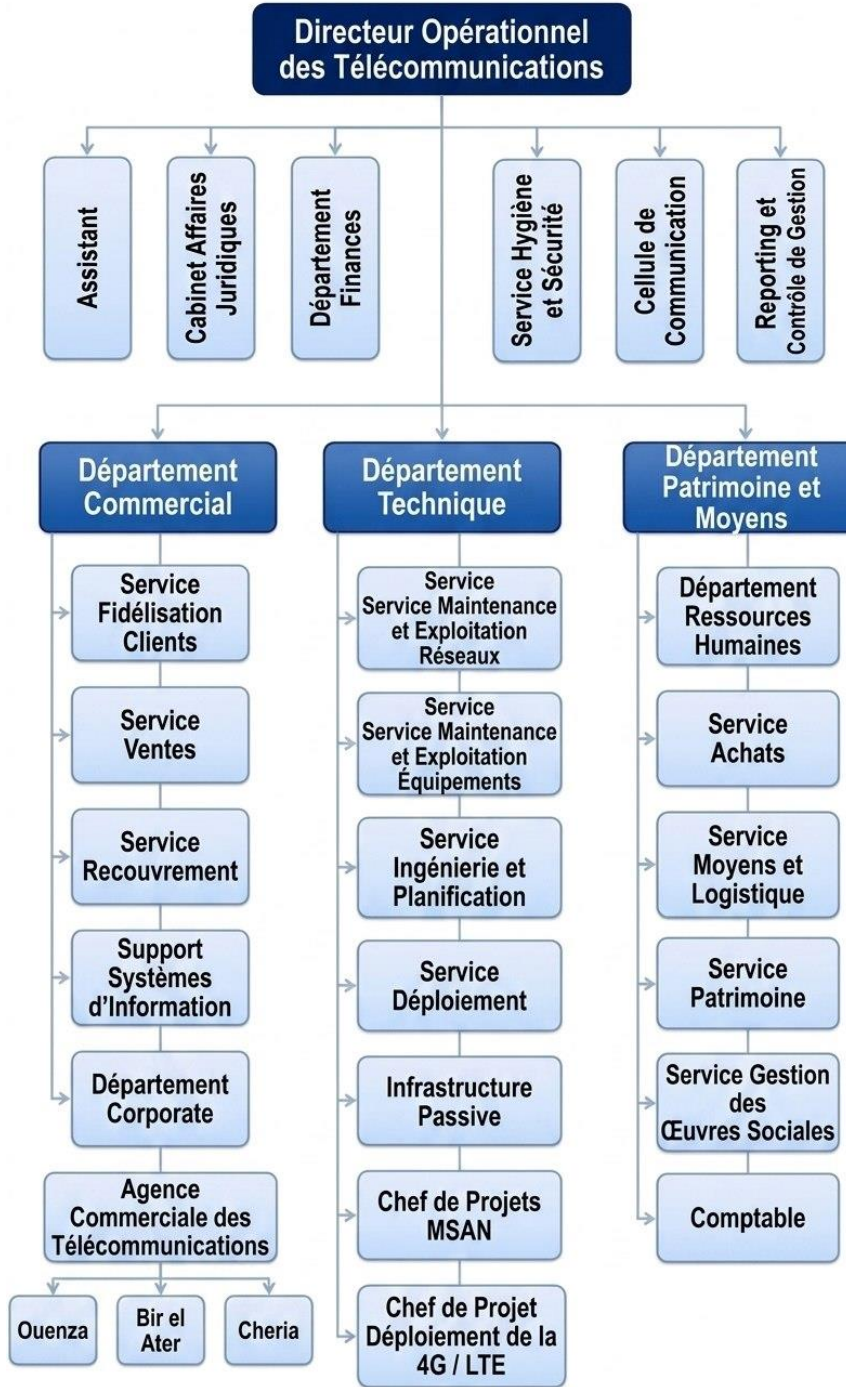 Directeur Opérationnel
des Télécommunications
Assistant
Cabinet Affaires
Juridiques
Département
Finances
Service Hygiène
et Sécurité
Cellule de
Communication
Reporting et
Contrôle de Gestion
Département
Commercial
Service
Fidélisation
Clients
Service
Ventes
Service
Recouvrement
Support
Systèmes
d’Information
Département
Corporate
Agence
Commerciale des
Télécommunications
Ouenza
Bir el
Ater
Cheria
Département
Technique
Service
Service Maintenance
et Exploitation
Réseaux
Service
Service Maintenance
et Exploitation
Équipements
Service
Ingénierie et
Planification
Service
Déploiement
Infrastructure
Passive
Chef de Projets
MSAN
Chef de Projet
Déploiement de la
4G / LTE
Département
Patrimoine et
Moyens
Département
Ressources
Humaines
Service
Achats
Service
Moyens et
Logistique
Service
Patrimoine
Service Gestion
des
Œuvres Sociales
Comptable